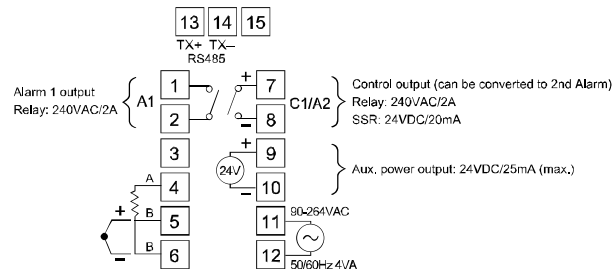 13 14 15
TX+ TX–
RS485
Alarm 1 output
Relay: 240VAC/2A
A1
1
2
3
4
5
6
A
B
B
+
–
7
8
9
10
11
12
+
–
C1/A2
Control output (can be converted to 2nd Alarm)
Relay: 240VAC/2A
SSR: 24VDC/20mA
+
24V
–
Aux. power output: 24VDC/25mA (max.)
90-264VAC
50/60Hz 4VA